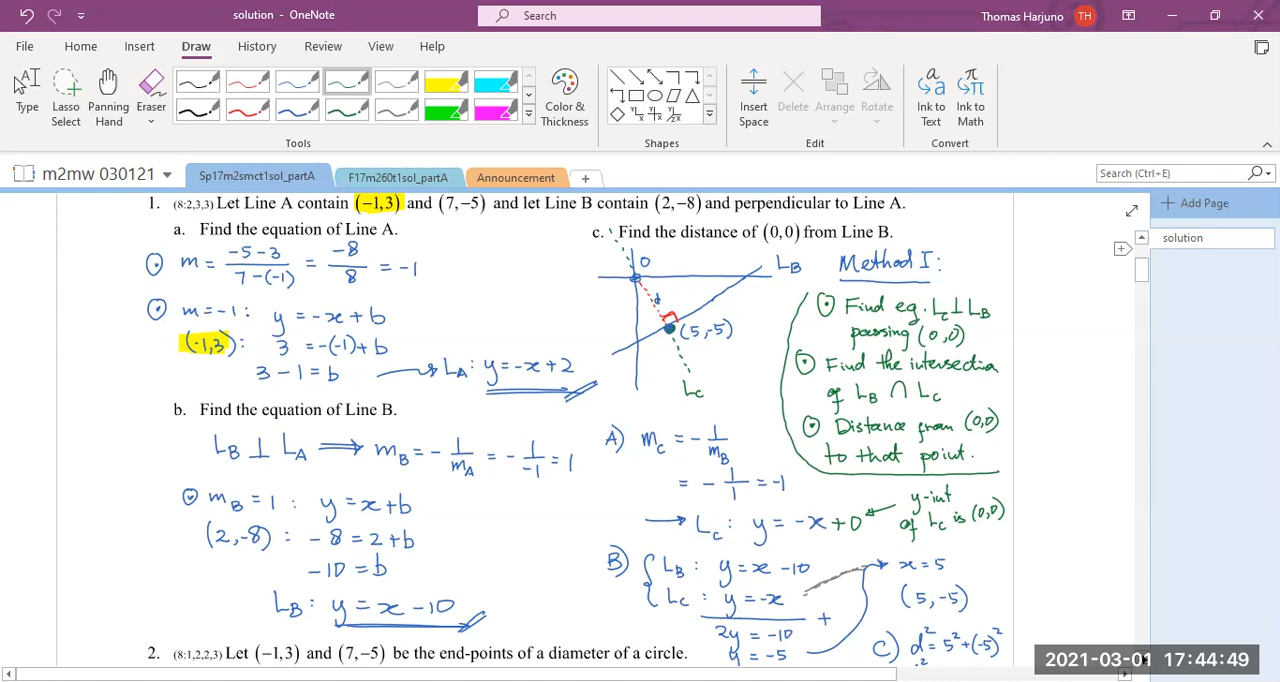 solution - OneNote
Search
Thomas Harjuno TH
File Home Insert Draw History Review View Help
Type
Lasso Select
Panning Hand
Eraser
Color & Thickness
Insert Space
Delete
Arrange
Rotate
Ink to Text
Ink to Math
Tools
Shapes
Edit
Convert
m2mw 030121
Sp17m2smct1sol_partA
F17m260t1sol_partA
Announcement
Search (Ctrl+E)
Add Page
solution
1. (8:2,3,3) Let Line A contain (−1,3) and (7,−5) and let Line B contain (2,−8) and perpendicular to Line A.
a. Find the equation of Line A.
m = (-5-3)/(7-(-1)) = -8/8 = -1
m = -1 : y = -x + b
(-1,3) : 3 = -(-1) + b
3 - 1 = b → L_A : y = -x + 2
b. Find the equation of Line B.
L_B ⊥ L_A ⟹ m_B = - 1/m_A = - 1/-1 = 1
m_B = 1 : y = x + b
(2,-8) : -8 = 2 + b
-10 = b
L_B : y = x - 10
c. Find the distance of (0,0) from Line B.
0
L_B
d
(5,-5)
L_C
Method I :
Find eq. L_C ⊥ L_B
passing (0,0)
Find the intersection
of L_B ∩ L_C
Distance from (0,0)
to that point.
A) m_C = - 1/m_B
= - 1/1 = -1
→ L_C : y = -x + 0 ← y-int
of L_C is (0,0)
B) { L_B : y = x - 10
L_C : y = -x
+
2y = -10
y = -5
→ x = 5
(5,-5)
C) d² = 5² + (-5)²
2. (8:1,2,2,3) Let (−1,3) and (7,−5) be the end-points of a diameter of a circle.
2021-03-01 17:44:49